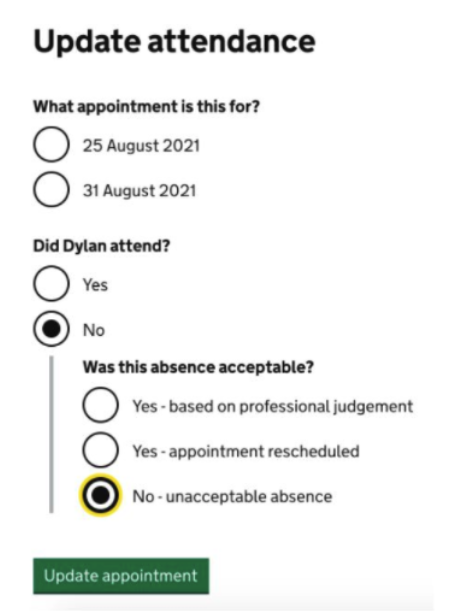 Update attendance
What appointment is this for?
25 August 2021
31 August 2021
Did Dylan attend?
Yes
No
Was this absence acceptable?
Yes - based on professional judgement
Yes - appointment rescheduled
No - unacceptable absence
Update appointment